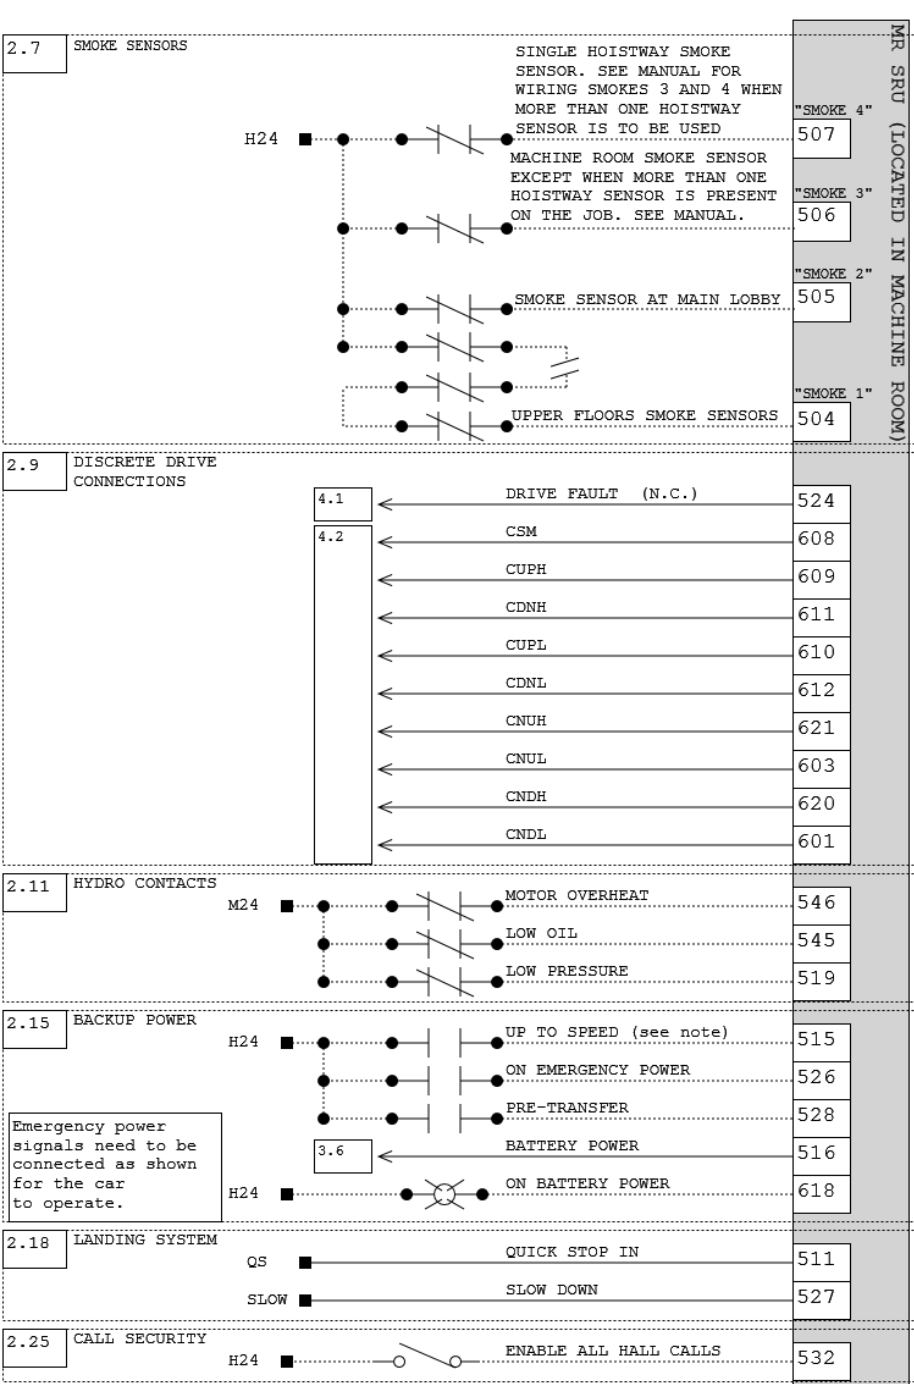 MR SRU (LOCATED IN MACHINE ROOM)
2.7
SMOKE SENSORS
SINGLE HOISTWAY SMOKE
SENSOR. SEE MANUAL FOR
WIRING SMOKES 3 AND 4 WHEN
MORE THAN ONE HOISTWAY
SENSOR IS TO BE USED
"SMOKE 4"
H24
507
MACHINE ROOM SMOKE SENSOR
EXCEPT WHEN MORE THAN ONE
HOISTWAY SENSOR IS PRESENT
ON THE JOB. SEE MANUAL.
"SMOKE 3"
506
"SMOKE 2"
SMOKE SENSOR AT MAIN LOBBY
505
"SMOKE 1"
UPPER FLOORS SMOKE SENSORS
504
2.9
DISCRETE DRIVE
CONNECTIONS
4.1
DRIVE FAULT (N.C.)
524
4.2
CSM
608
CUPH
609
CDNH
611
CUPL
610
CDNL
612
CNUH
621
CNUL
603
CNDH
620
CNDL
601
2.11
HYDRO CONTACTS
M24
MOTOR OVERHEAT
546
LOW OIL
545
LOW PRESSURE
519
2.15
BACKUP POWER
H24
UP TO SPEED (see note)
515
ON EMERGENCY POWER
526
PRE-TRANSFER
528
Emergency power
signals need to be
connected as shown
for the car
to operate.
3.6
BATTERY POWER
516
H24
ON BATTERY POWER
618
2.18
LANDING SYSTEM
QS
QUICK STOP IN
511
SLOW
SLOW DOWN
527
2.25
CALL SECURITY
H24
ENABLE ALL HALL CALLS
532